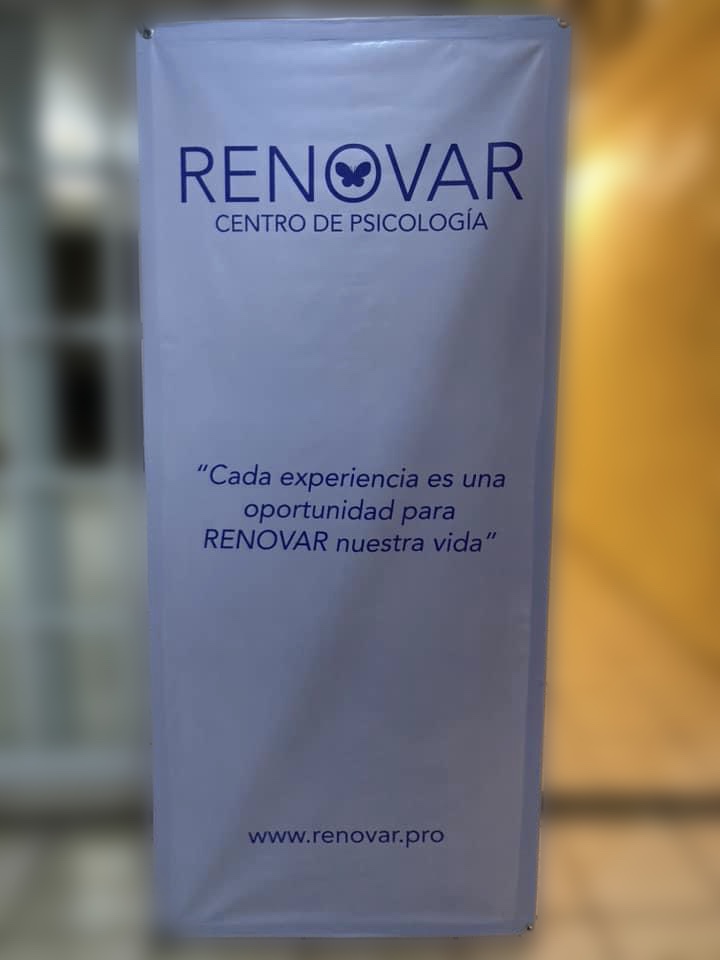 RENOVAR
CENTRO DE PSICOLOGÍA
“Cada experiencia es una
oportunidad para
RENOVAR nuestra vida”
www.renovar.pro